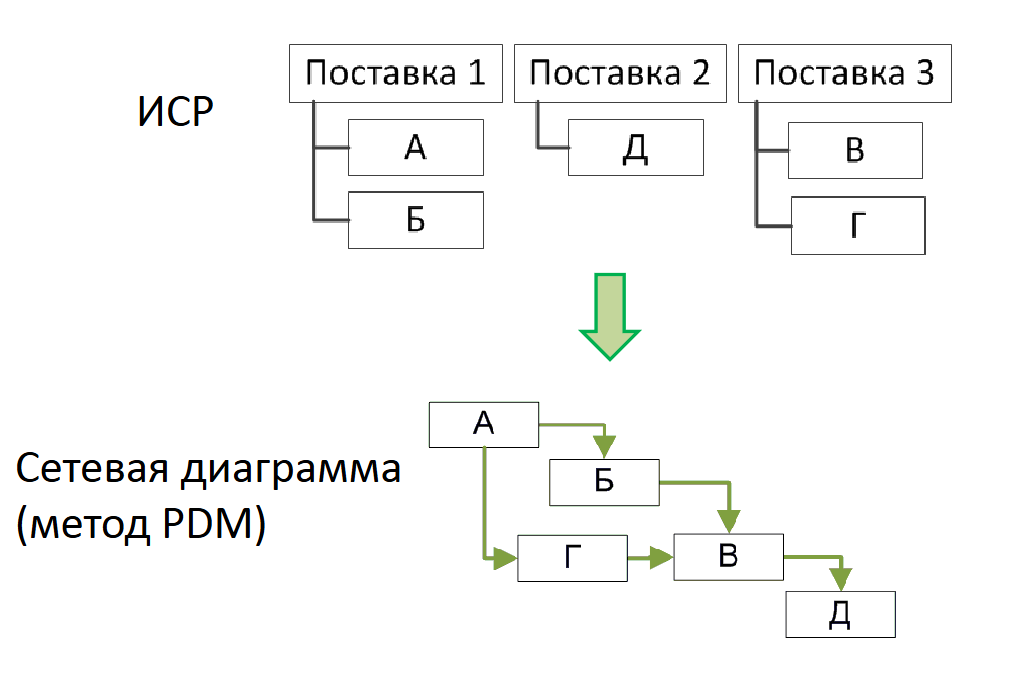 Поставка 1
Поставка 2
Поставка 3
ИСР
А
Д
В
Б
Г
А
Сетевая диаграмма
(метод PDM)
Б
Г
В
Д